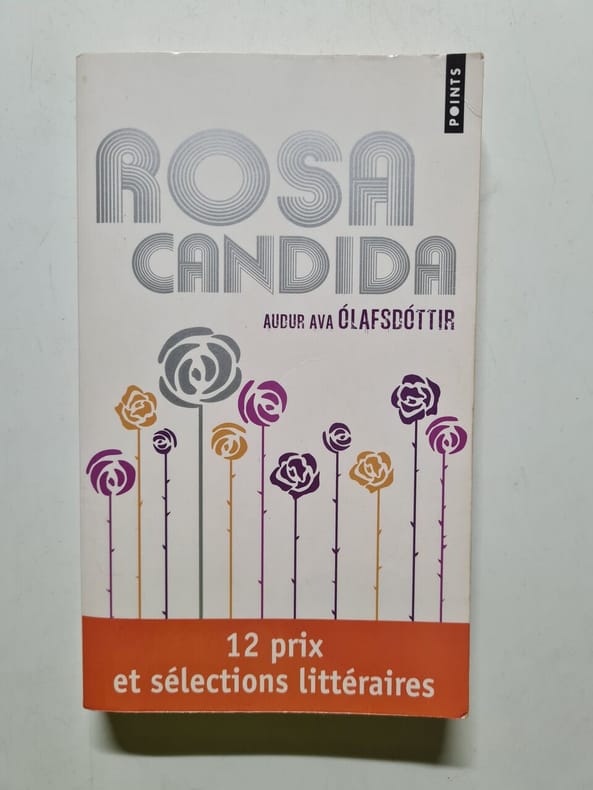 POINTS
ROSA
CANDIDA
AUDUR AVA ÓLAFSDÓTTIR
12 prix
et sélections littéraires